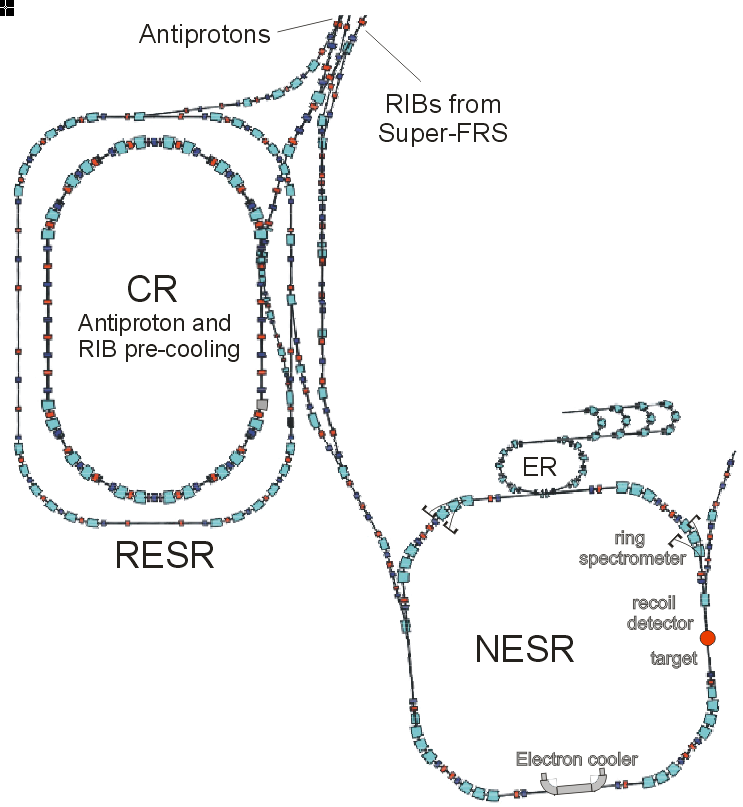 Antiprotons
RIBs from
Super-FRS
CR
Antiproton and
RIB pre-cooling
RESR
ER
ring
spectrometer
recoil
detector
NESR
target
Electron cooler